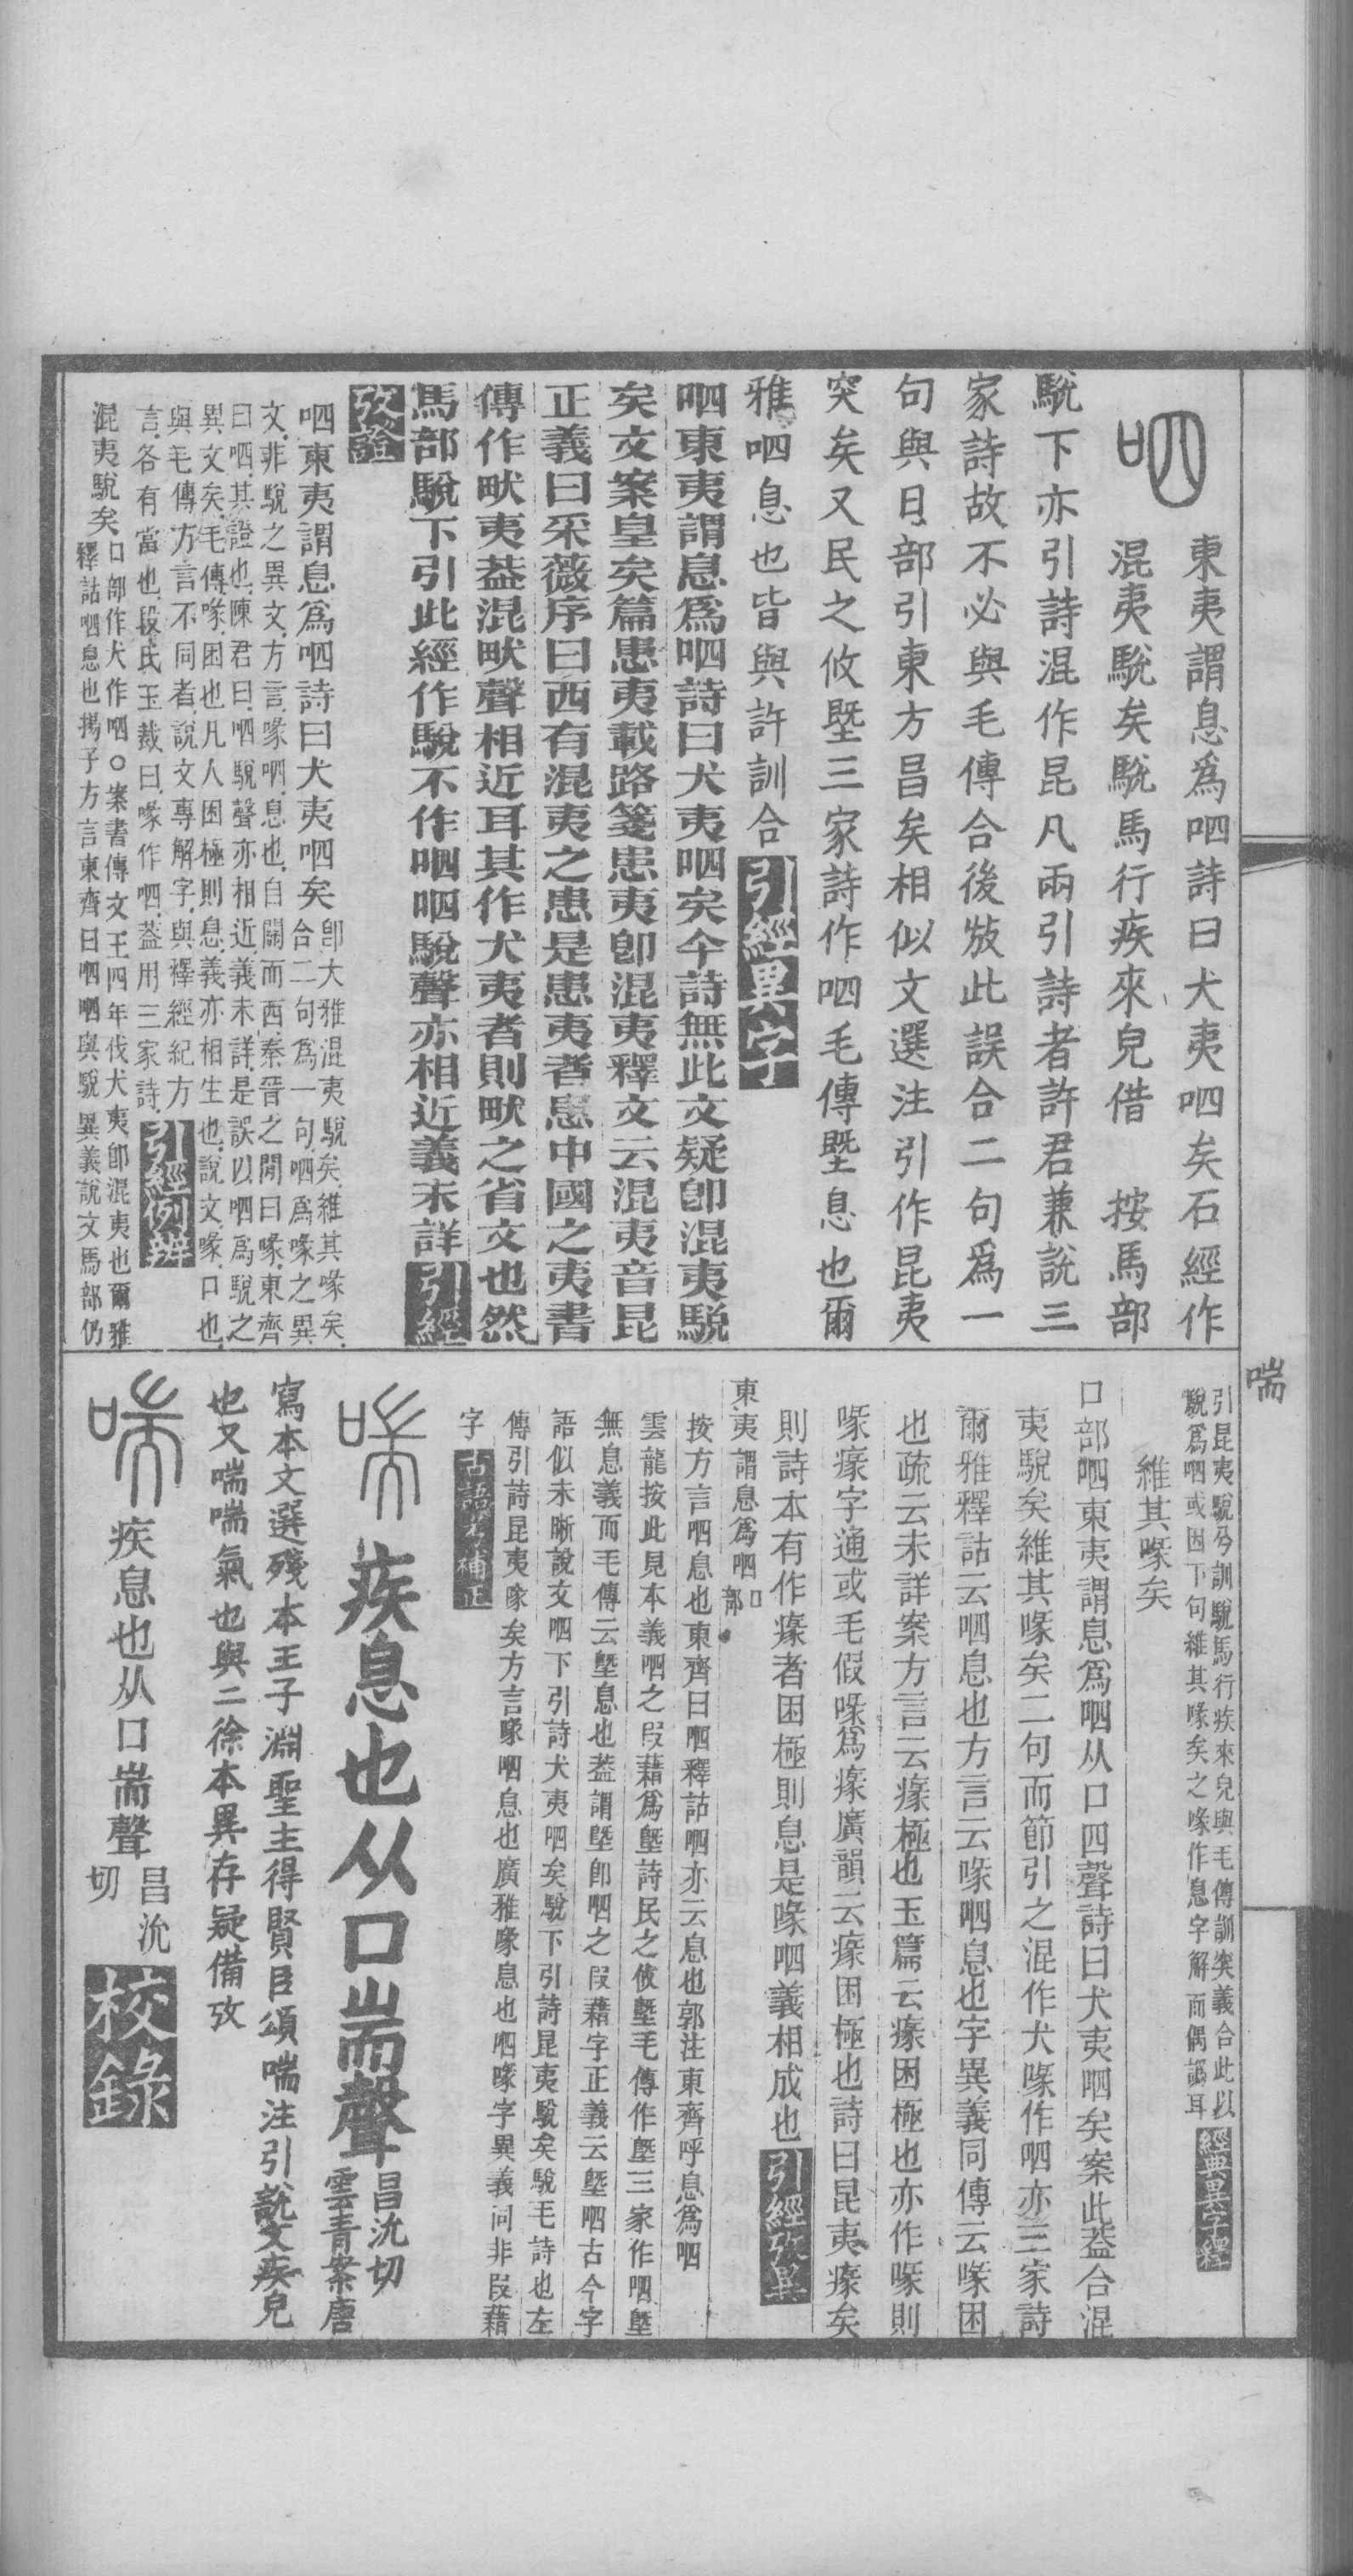 東夷謂息爲呬詩曰犬夷呬矣石經作
混夷駾矣駾馬行疾來皃借　按馬部
駾下亦引詩混作昆凡兩引詩者許君兼説三
家詩故不必與毛傳合後攷此誤合二句爲一
句與日部引東方昌矣相似文選注引作昆夷
突矣又民之攸塈三家詩作呬毛傳塈息也爾
雅呬息也皆與許訓合引經異字
呬東夷謂息爲呬詩曰犬夷呬矣今詩無此文疑卽混夷駾
矣文案皇矣篇患夷載路箋患夷卽混夷釋文云混夷音昆
正義曰采薇序曰西有混夷之患是患夷者患中國之夷書
傳作畎夷葢混畎聲相近耳其作犬夷者則畎之省文也然
馬部駾下引此經作駾不作呬呬駾聲亦相近義未詳引經
攷證
呬東夷謂息爲呬詩曰犬夷呬矣
卽大雅混夷駾矣維其喙矣
合二句爲一句呬爲喙之異
文非駾之異文方言喙呬息也自關而西秦晉之閒曰喙東齊
曰呬其證也陳君曰呬駾聲亦相近義未詳是誤以呬爲駾之
異文矣毛傳喙困也凡人困極則息義亦相生也說文喙口也
與毛傳方言不同者說文專解字與釋經紀方
言各有當也段氏玉裁曰喙作呬葢用三家詩引經例辨
混夷駾矣
口部作犬作呬○案書傳文王四年伐犬夷卽混夷也爾雅
釋詁呬息也揚子方言東齊曰呬呬與駾異義說文馬部仍
喘
引昆夷駾矣訓駾馬行疾來皃與毛傳訓突義合此以
駾爲呬或因下句維其喙矣之喙作息字解而偶譌耳經典異字釋
維其喙矣
口部呬東夷謂息爲呬从口四聲詩曰犬夷呬矣案此葢合混
夷駾矣維其喙矣二句而節引之混作犬喙作呬亦三家詩
爾雅釋詁云呬息也方言云喙呬息也字異義同傳云喙困
也疏云未詳案方言云瘃極也玉篇云瘃困極也亦作喙則
喙瘃字通或毛假喙爲瘃廣韻云瘃困極也詩曰昆夷瘃矣
則詩本有作瘃者困極則息是喙呬義相成也引經攷異
東夷謂息爲呬口部
按方言呬息也東齊曰呬釋詁呬亦云息也郭注東齊呼息爲呬
雲龍按此見本義呬之叚藉爲塈詩民之攸塈毛傳作塈三家作呬塈
無息義而毛傳云塈息也葢謂塈卽呬之叚藉字正義云塈呬古今字
語似未晣說文呬下引詩犬夷呬矣駾下引詩昆夷駾矣駾毛詩也左
傳引詩昆夷喙矣方言喙呬息也廣雅喙息也呬喙字異義同非叚藉
字古語攷補正
疾息也从口耑聲
昌沇切
雲青案唐
寫本文選殘本王子淵聖主得賢臣頌喘注引説文疾皃
也又喘喘氣也與二徐本異存疑備攷
疾息也从口耑聲
昌沇
切
校錄